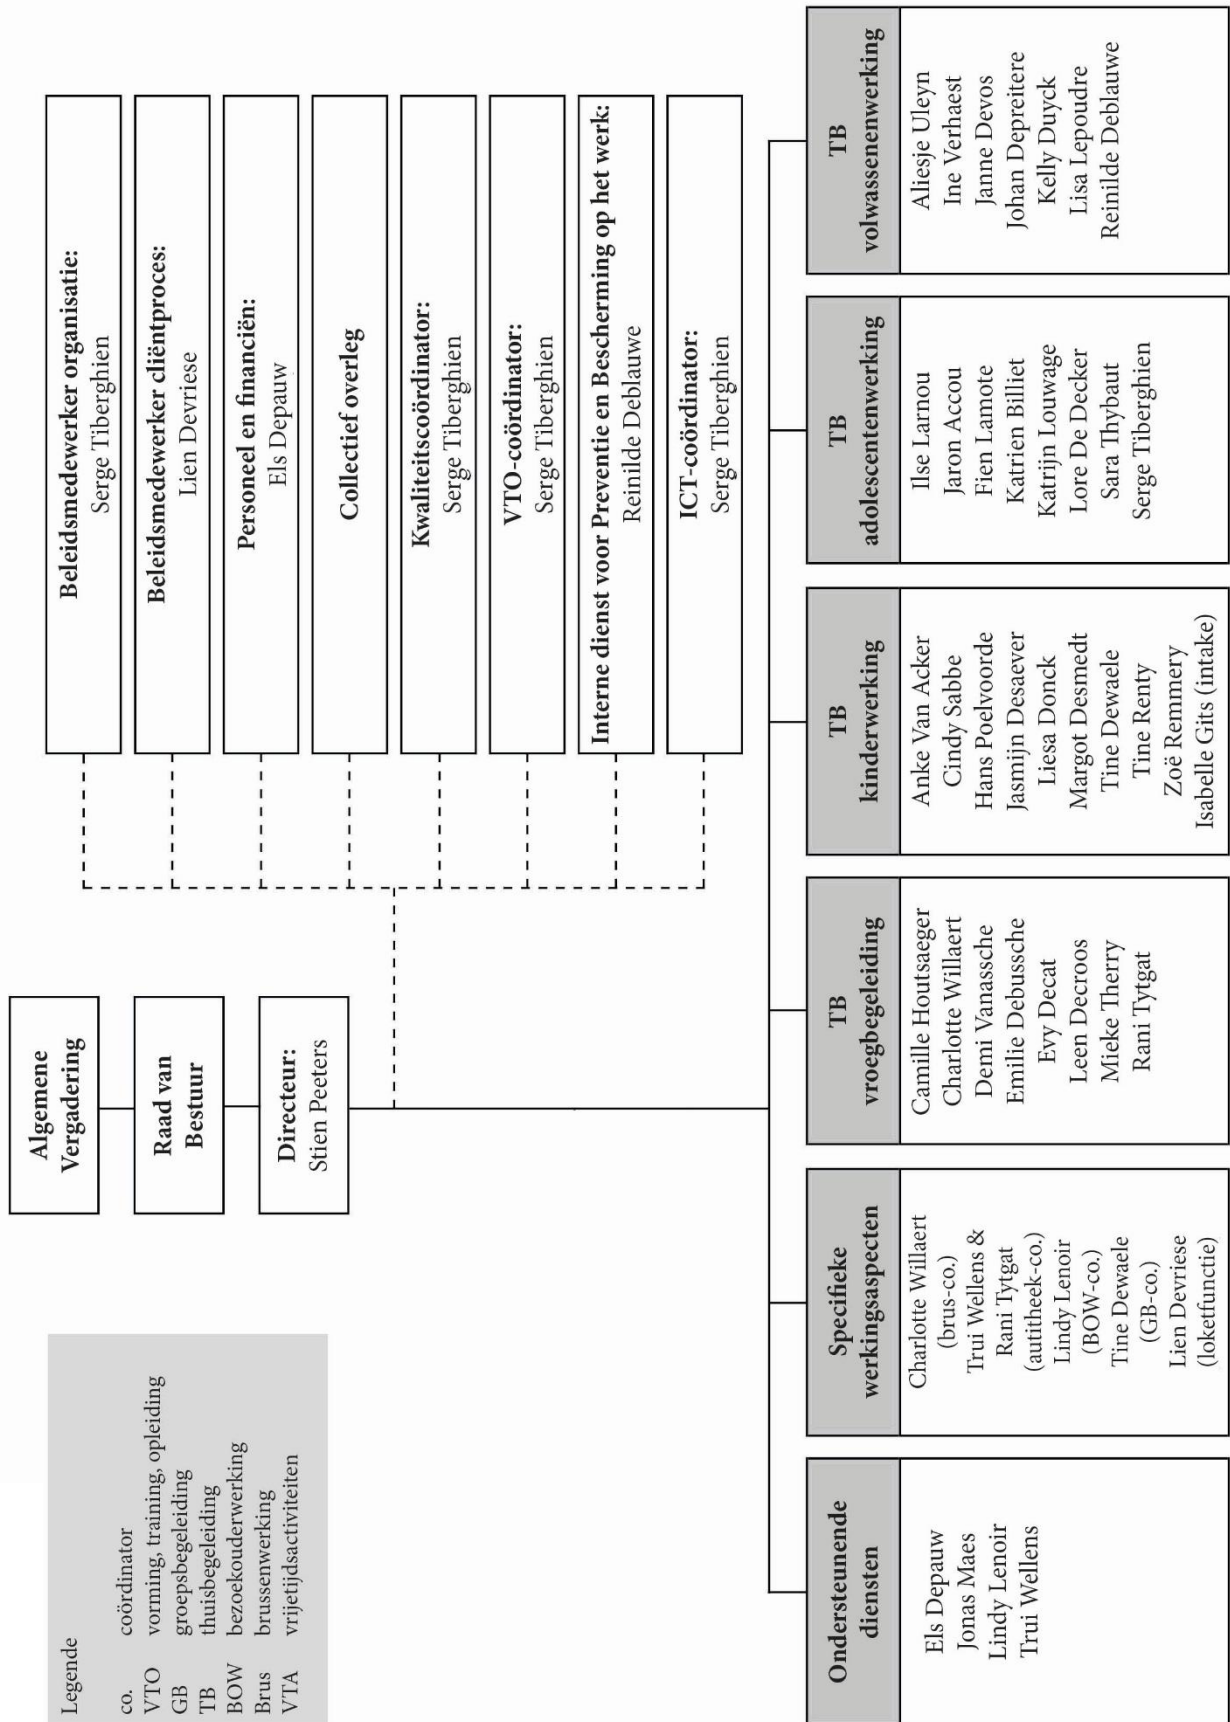 Algemene
Vergadering
Raad van
Bestuur
Directeur:
Stien Peeters
Legende
co. coördinator
VTO vorming, training, opleiding
GB groepsbegeleiding
TB thuisbegeleiding
BOW bezoekouderwerking
Brus brussenwerking
VTA vrijetijdsactiviteiten
Beleidsmedewerker organisatie:
Serge Tiberghien
Beleidsmedewerker cliëntproces:
Lien Devriese
Personeel en financiën:
Els Depauw
Collectief overleg
Kwaliteitscoördinator:
Serge Tiberghien
VTO-coördinator:
Serge Tiberghien
Interne dienst voor Preventie en Bescherming op het werk:
Reinilde Deblauwe
ICT-coördinator:
Serge Tiberghien
Ondersteunende
diensten
Els Depauw
Jonas Maes
Lindy Lenoir
Trui Wellens
Specifieke
werkingsaspecten
Charlotte Willaert
(brus-co.)
Trui Wellens &
Rani Tytgat
(autitheek-co.)
Lindy Lenoir
(BOW-co.)
Tine Dewaele
(GB-co.)
Lien Devriese
(loketfunctie)
TB
vroegbegeleiding
Camille Houtsaeger
Charlotte Willaert
Demi Vanassche
Emilie Debussche
Evy Decat
Leen Decroos
Mieke Therry
Rani Tytgat
TB
kinderwerking
Anke Van Acker
Cindy Sabbe
Hans Poelvoorde
Jasmijn Desaever
Liesa Donck
Margot Desmedt
Tine Dewaele
Tine Renty
Zoë Remmery
Isabelle Gits (intake)
TB
adolescentenwerking
Ilse Larnou
Jaron Accou
Fien Lamote
Katrien Billiet
Katrijn Louwage
Lore De Decker
Sara Thybaut
Serge Tiberghien
TB
volwassenenwerking
Aliesje Uleyn
Ine Verhaest
Janne Devos
Johan Depreitere
Kelly Duyck
Lisa Lepoudre
Reinilde Deblauwe